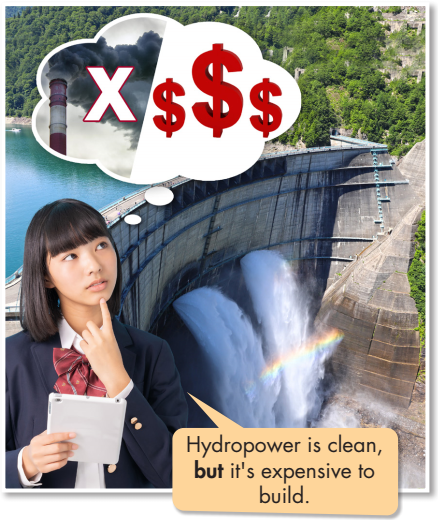 X
$ $ $
Hydropower is clean,
but it's expensive to
build.